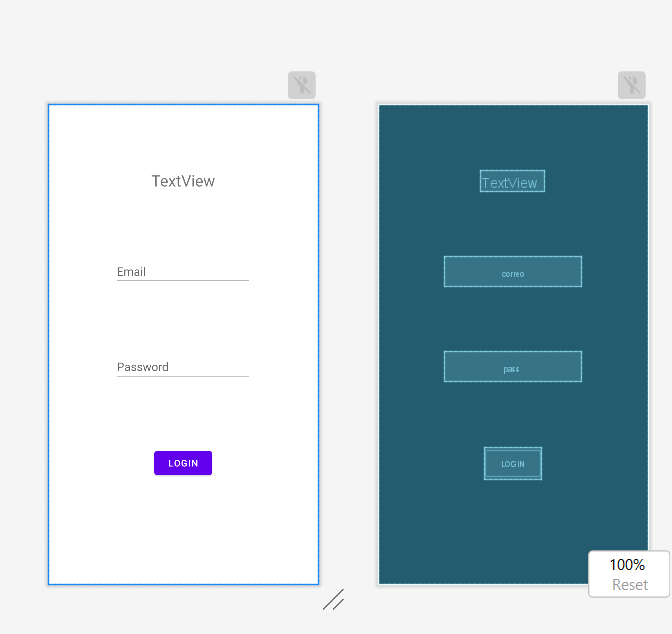 TextView
Email
Password
LOGIN
TextView
correo
pass
LOGIN
100%
Reset